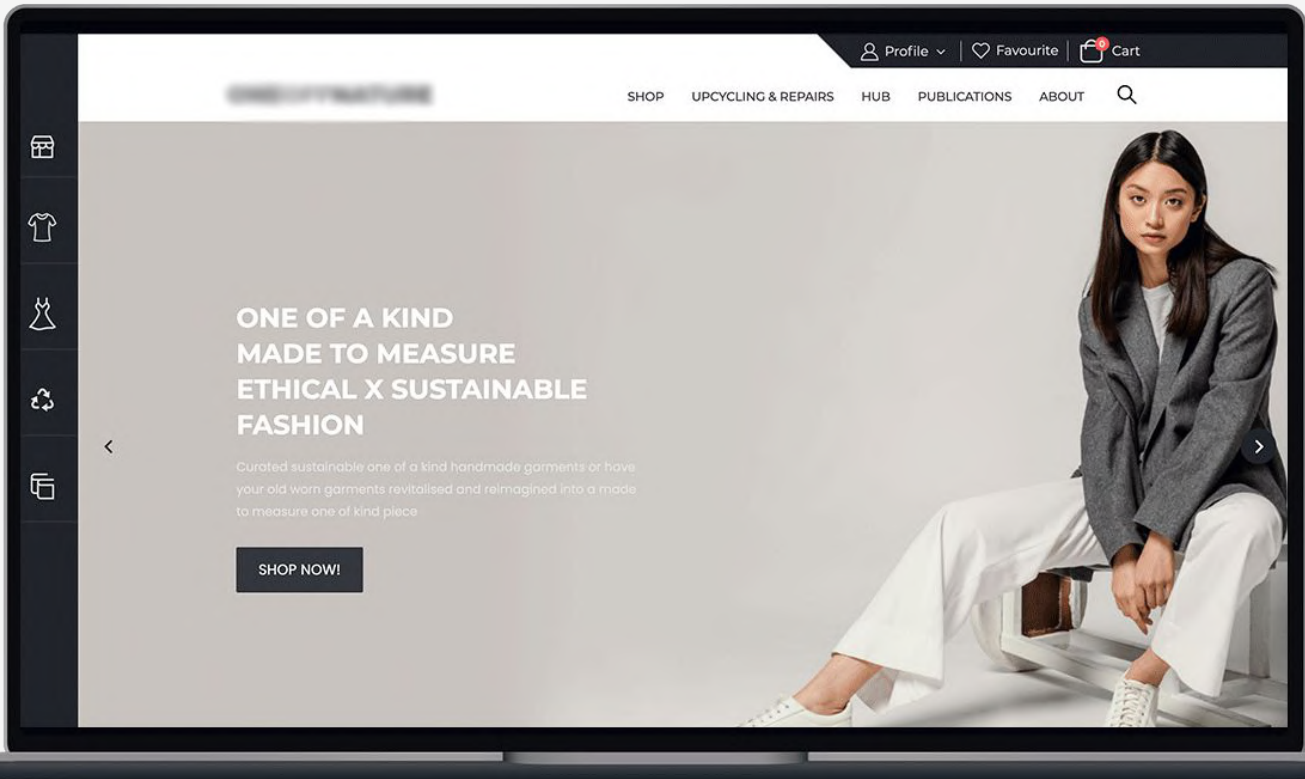 Profile
Favourite
0
Cart
SHOP
UPCYCLING & REPAIRS
HUB
PUBLICATIONS
ABOUT
ONE OF A KIND
MADE TO MEASURE
ETHICAL X SUSTAINABLE
FASHION
Curated sustainable one of a kind handmade garments or have
your old worn garments revitalised and reimagined into a made
to measure one of kind piece
SHOP NOW!